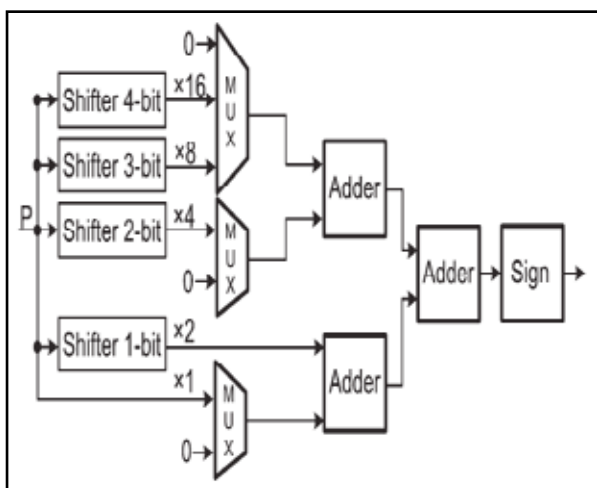 0
×16
Shifter 4-bit
M
U
X
×8
Shifter 3-bit
P
×4
Shifter 2-bit
M
U
X
0
Adder
Adder
Sign
×2
Shifter 1-bit
×1
M
U
X
0
Adder